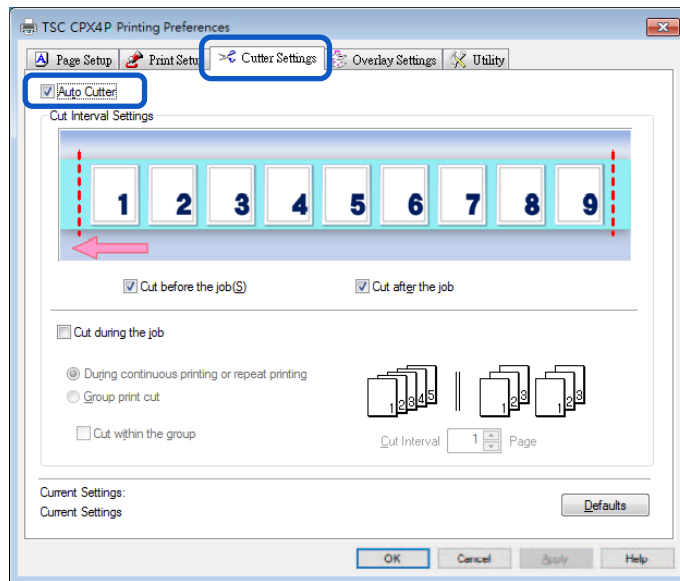 TSC CPX4P Printing Preferences
Page Setup Print Setup Cutter Settings Overlay Settings Utility
Auto Cutter
Cut Interval Settings
1 2 3 4 5 6 7 8 9
Cut before the job(S) Cut after the job
Cut during the job
During continuous printing or repeat printing
Group print cut
1 2 3 4 5 1 2 3 1 2 3
Cut within the group
Cut Interval 1 Page
Current Settings:
Current Settings
Defaults
OK Cancel Apply Help